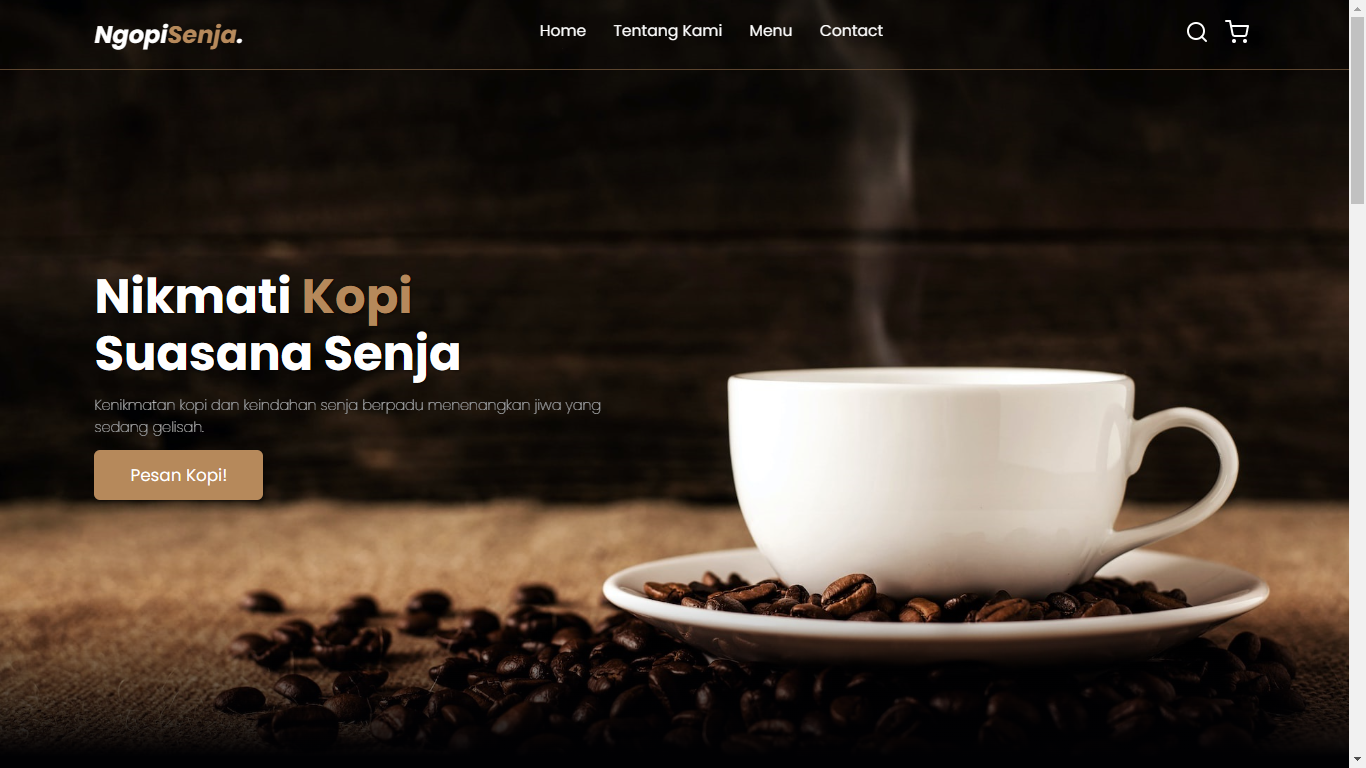 NgopiSenja.
Home Tentang Kami Menu Contact
Nikmati Kopi
Suasana Senja
Kenikmatan kopi dan keindahan senja berpadu menenangkan jiwa yang
sedang gelisah.
Pesan Kopi!